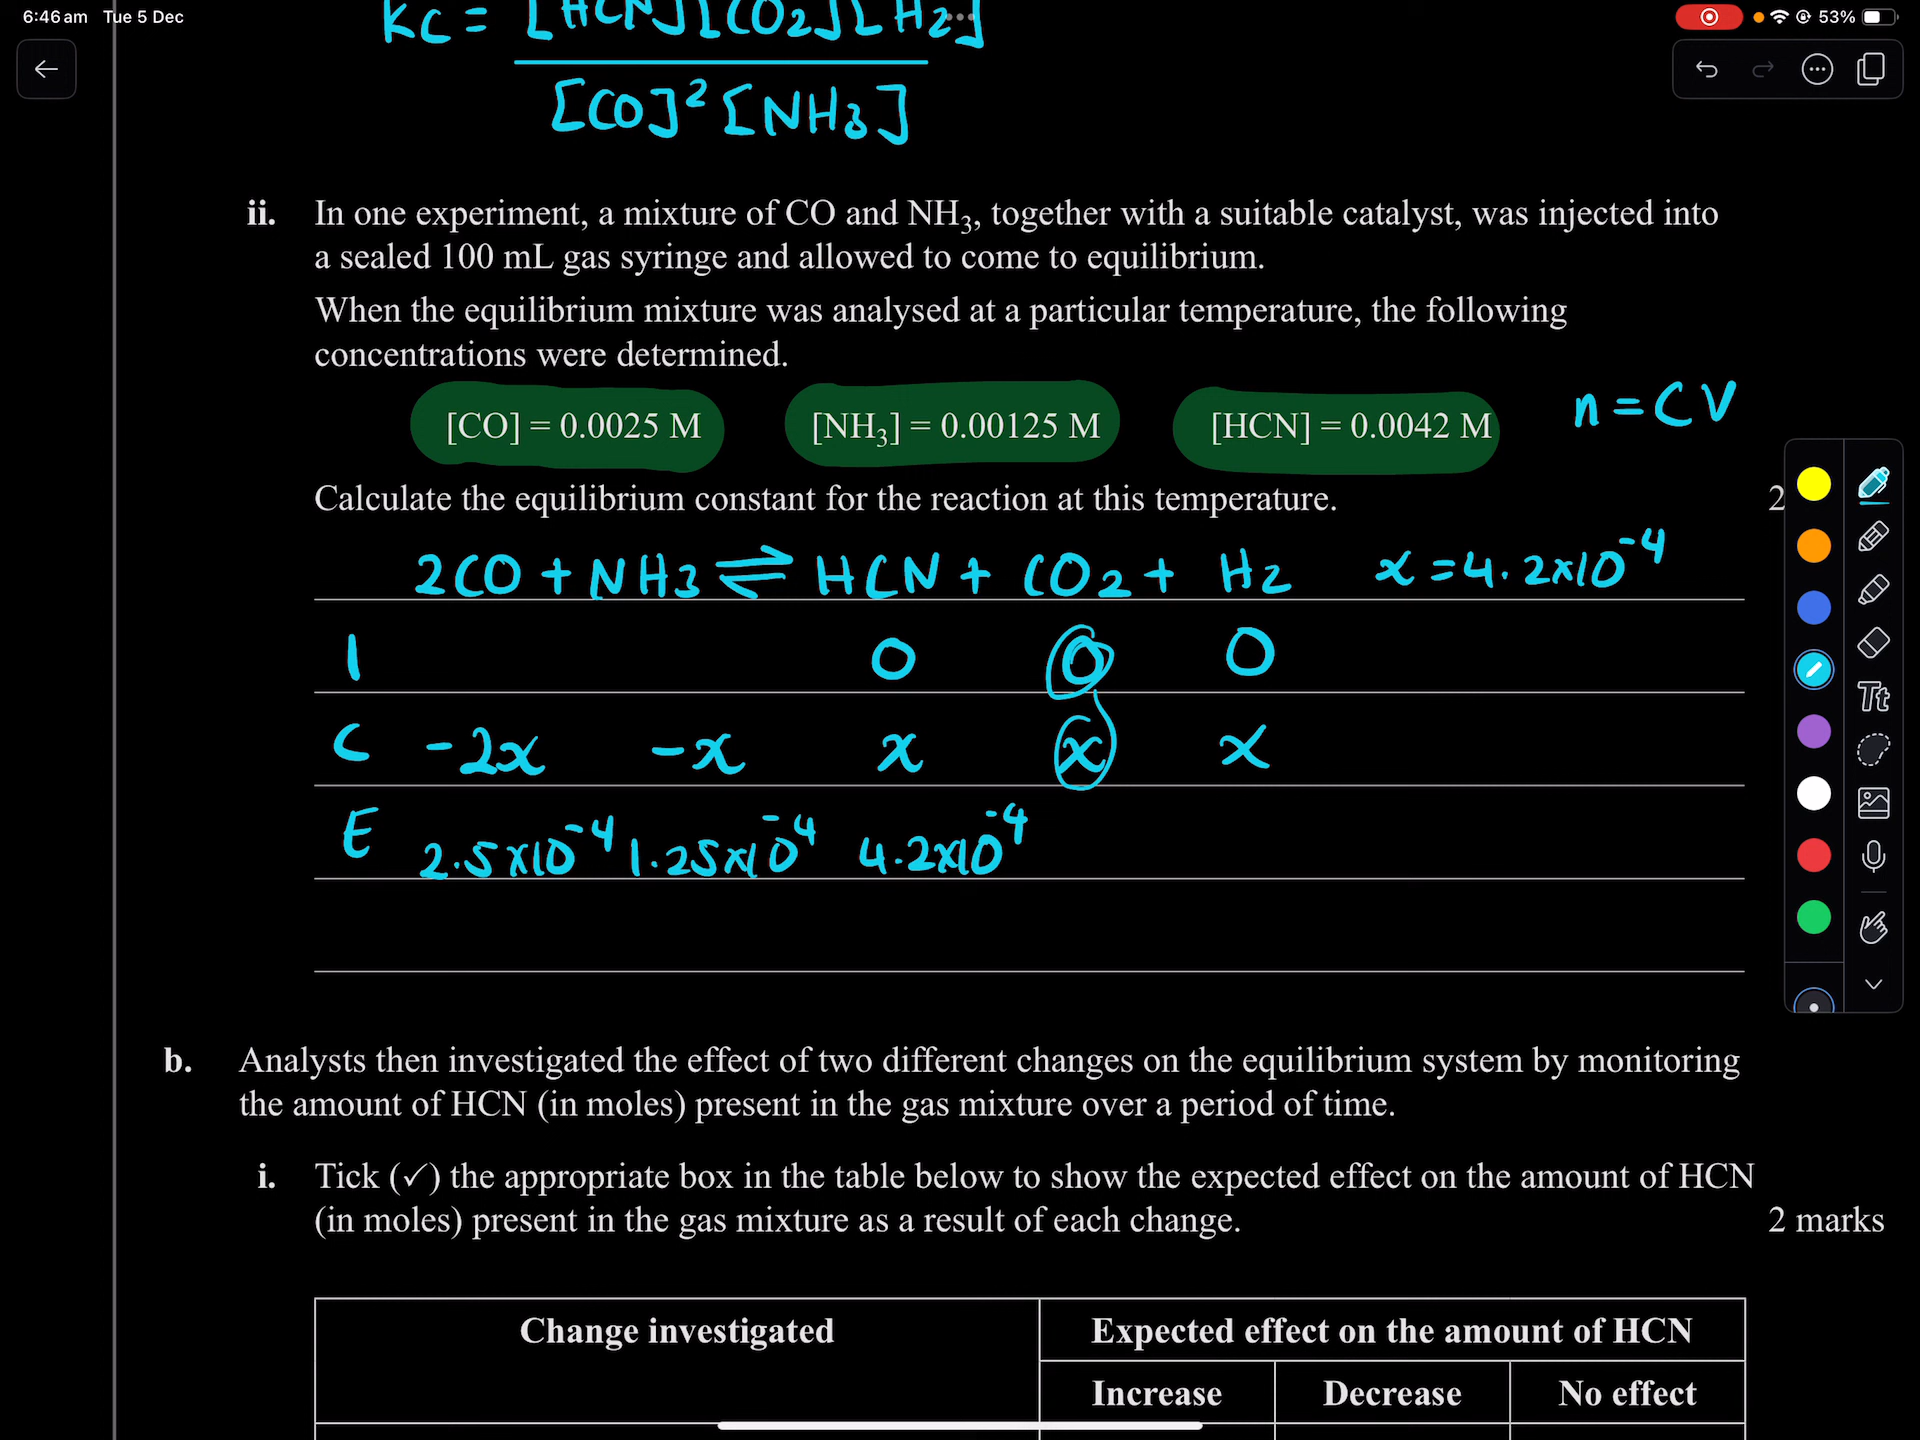 6:46 am Tue 5 Dec
53%
Kc = [HCN][CO2][H2]
[CO]² [NH3]
ii. In one experiment, a mixture of CO and NH₃, together with a suitable catalyst, was injected into
a sealed 100 mL gas syringe and allowed to come to equilibrium.
When the equilibrium mixture was analysed at a particular temperature, the following
concentrations were determined.
[CO] = 0.0025 M [NH₃] = 0.00125 M [HCN] = 0.0042 M n = CV
Calculate the equilibrium constant for the reaction at this temperature. 2
2CO + NH3 ⇌ HCN + CO2 + H2 x = 4.2x10⁻⁴
I 0 0 0
C -2x -x x x x
E 2.5x10⁻⁴ 1.25x10⁻⁴ 4.2x10⁻⁴
b. Analysts then investigated the effect of two different changes on the equilibrium system by monitoring
the amount of HCN (in moles) present in the gas mixture over a period of time.
i. Tick (✓) the appropriate box in the table below to show the expected effect on the amount of HCN
(in moles) present in the gas mixture as a result of each change. 2 marks
Change investigated Expected effect on the amount of HCN
Increase Decrease No effect
Tt